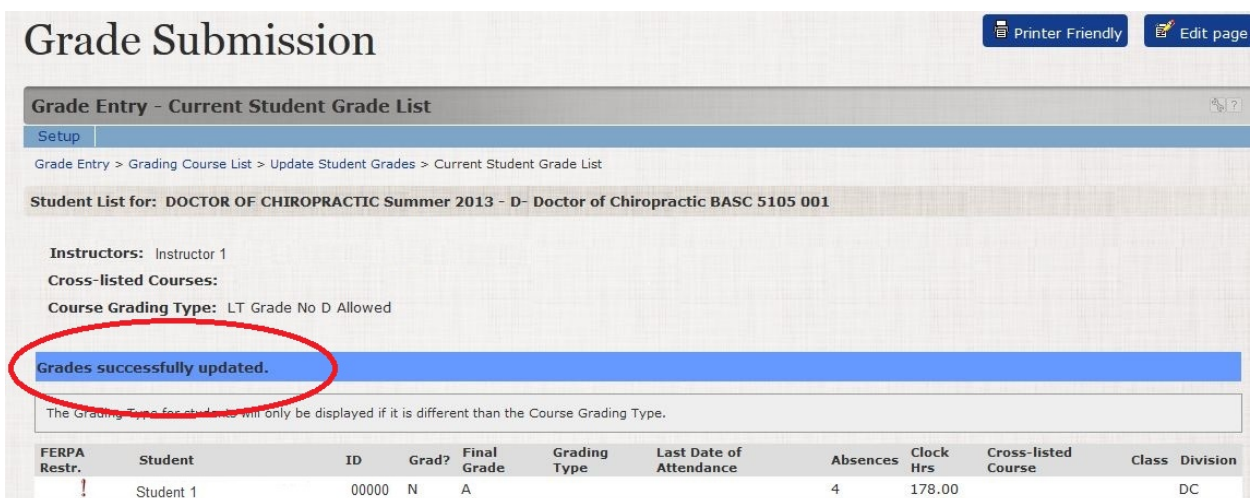 Grade Submission
Printer Friendly
Edit page
Grade Entry - Current Student Grade List
?
Setup
Grade Entry > Grading Course List > Update Student Grades > Current Student Grade List
Student List for: DOCTOR OF CHIROPRACTIC Summer 2013 - D- Doctor of Chiropractic BASC 5105 001
Instructors: Instructor 1
Cross-listed Courses:
Course Grading Type: LT Grade No D Allowed
Grades successfully updated.
The Grading Type for students will only be displayed if it is different than the Course Grading Type.
FERPA Restr. Student ID Grad? Final Grade Grading Type Last Date of Attendance Absences Clock Hrs Cross-listed Course Class Division
! Student 1 00000 N A 4 178.00 DC